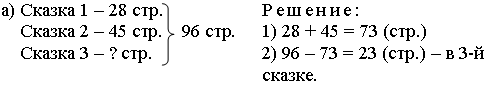 а) Сказка 1 – 28 стр.
Сказка 2 – 45 стр.
Сказка 3 – ? стр.
96 стр.
Решение:
1) 28 + 45 = 73 (стр.)
2) 96 – 73 = 23 (стр.) – в 3-й
сказке.